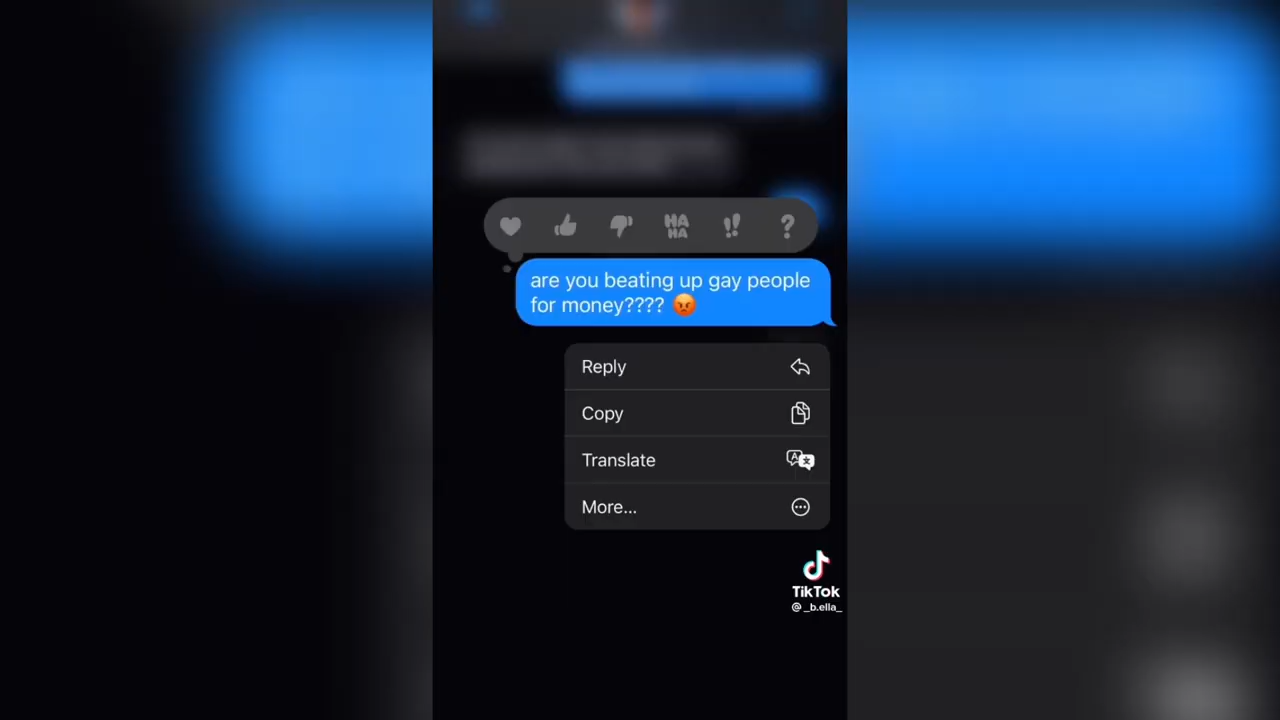 HA
HA
are you beating up gay people
for money???? 😡
Reply
Copy
Translate
More...
TikTok
@_b.ella_